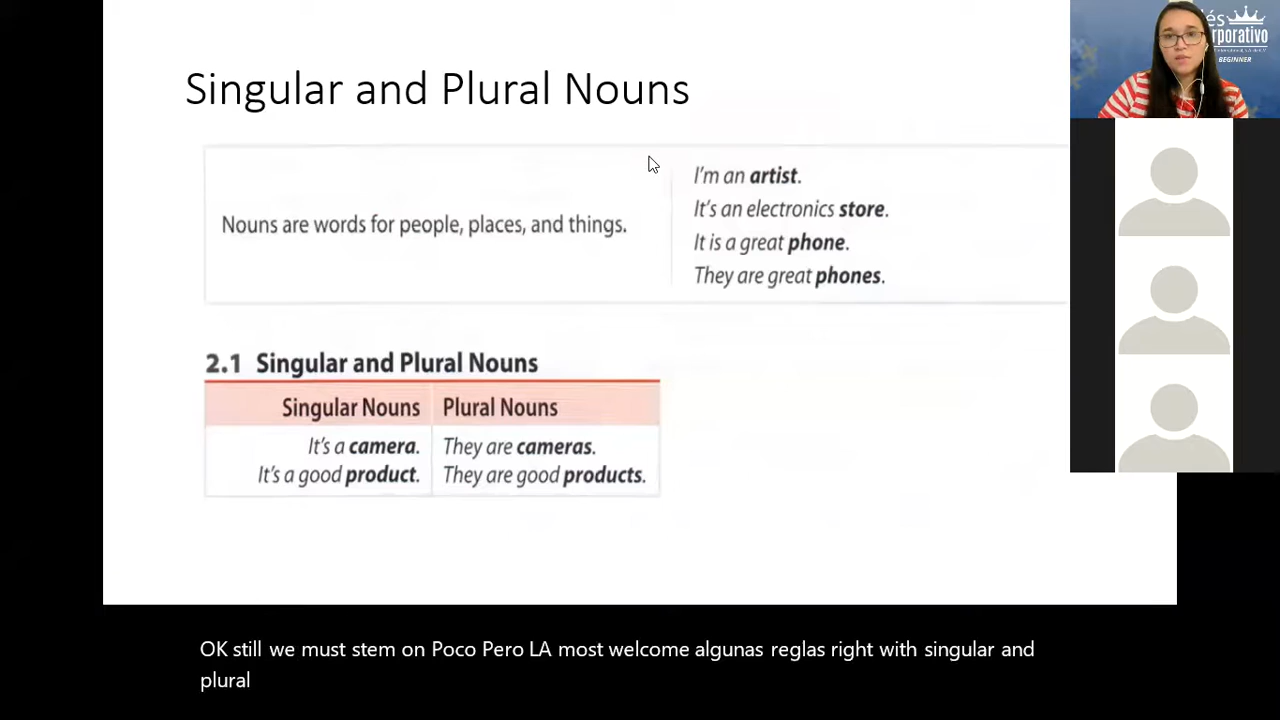 Singular and Plural Nouns
Nouns are words for people, places, and things.
I'm an artist.
It's an electronics store.
It is a great phone.
They are great phones.
2.1 Singular and Plural Nouns
Singular Nouns Plural Nouns
It's a camera. They are cameras.
It's a good product. They are good products.
OK still we must stem on Poco Pero LA most welcome algunas reglas right with singular and
plural
BEGINNER